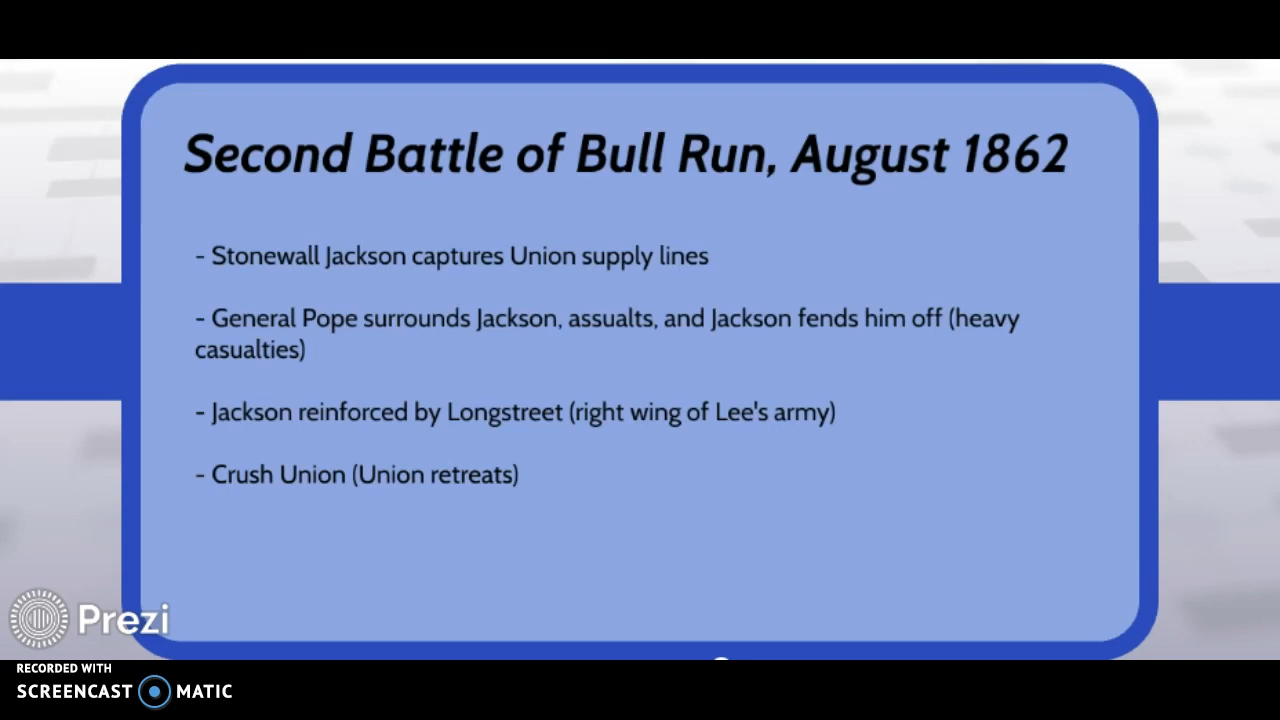 Second Battle of Bull Run, August 1862
- Stonewall Jackson captures Union supply lines
- General Pope surrounds Jackson, assualts, and Jackson fends him off (heavy
casualties)
- Jackson reinforced by Longstreet (right wing of Lee's army)
- Crush Union (Union retreats)
Prezi
RECORDED WITH
SCREENCAST MATIC